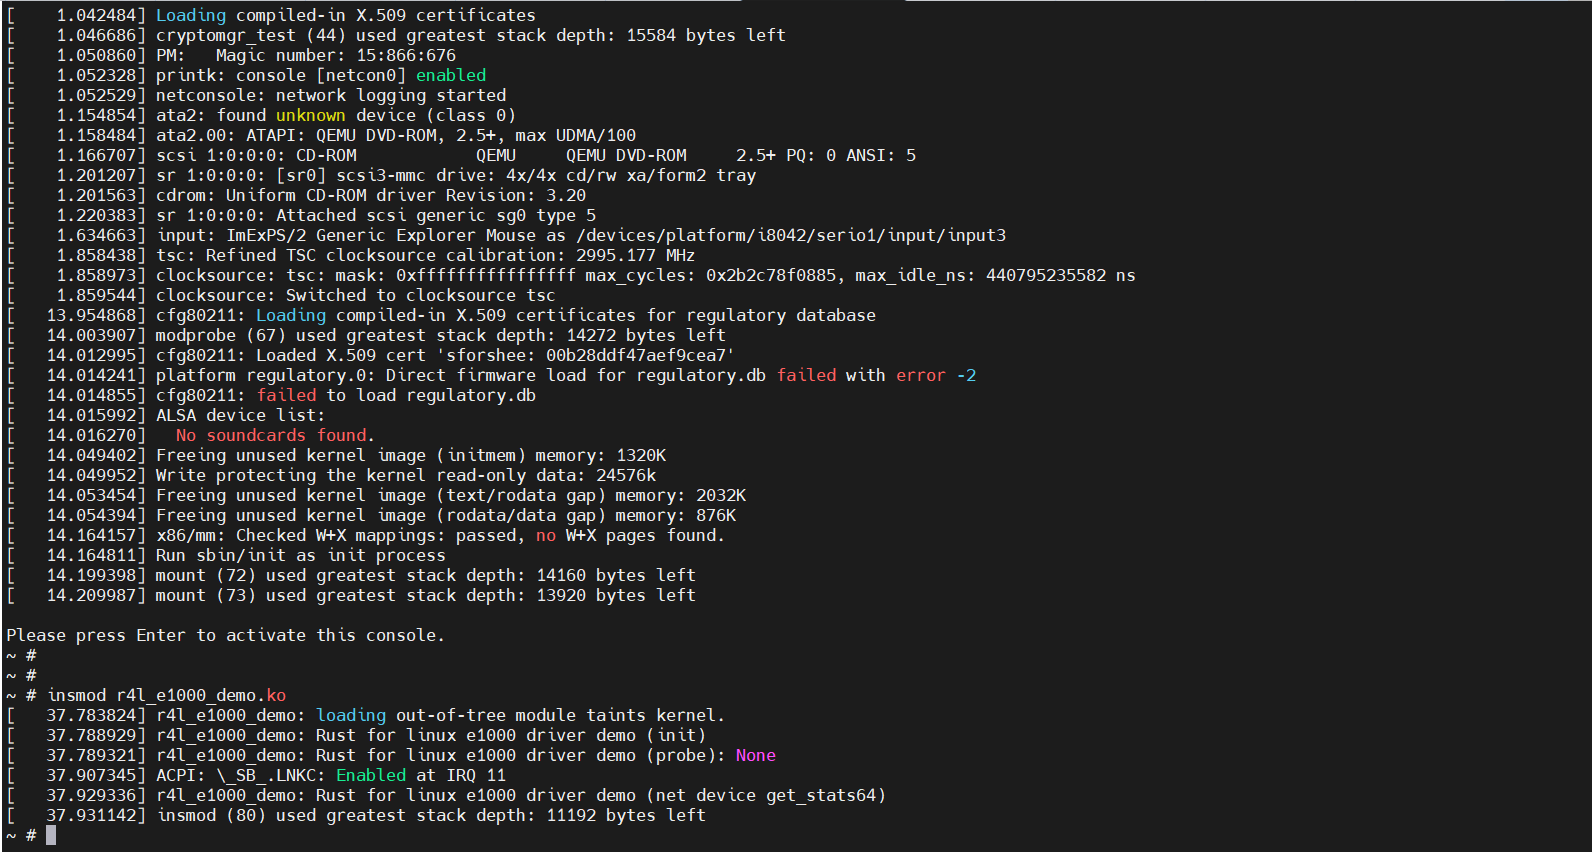 [    1.042484] Loading compiled-in X.509 certificates
[    1.046686] cryptomgr_test (44) used greatest stack depth: 15584 bytes left
[    1.050860] PM:   Magic number: 15:866:676
[    1.052328] printk: console [netcon0] enabled
[    1.052529] netconsole: network logging started
[    1.154854] ata2: found unknown device (class 0)
[    1.158484] ata2.00: ATAPI: QEMU DVD-ROM, 2.5+, max UDMA/100
[    1.166707] scsi 1:0:0:0: CD-ROM            QEMU     QEMU DVD-ROM     2.5+ PQ: 0 ANSI: 5
[    1.201207] sr 1:0:0:0: [sr0] scsi3-mmc drive: 4x/4x cd/rw xa/form2 tray
[    1.201563] cdrom: Uniform CD-ROM driver Revision: 3.20
[    1.220383] sr 1:0:0:0: Attached scsi generic sg0 type 5
[    1.634663] input: ImExPS/2 Generic Explorer Mouse as /devices/platform/i8042/serio1/input/input3
[    1.858438] tsc: Refined TSC clocksource calibration: 2995.177 MHz
[    1.858973] clocksource: tsc: mask: 0xffffffffffffffff max_cycles: 0x2b2c78f0885, max_idle_ns: 440795235582 ns
[    1.859544] clocksource: Switched to clocksource tsc
[   13.954868] cfg80211: Loading compiled-in X.509 certificates for regulatory database
[   14.003907] modprobe (67) used greatest stack depth: 14272 bytes left
[   14.012995] cfg80211: Loaded X.509 cert 'sforshee: 00b28ddf47aef9cea7'
[   14.014241] platform regulatory.0: Direct firmware load for regulatory.db failed with error -2
[   14.014855] cfg80211: failed to load regulatory.db
[   14.015992] ALSA device list:
[   14.016270]   No soundcards found.
[   14.049402] Freeing unused kernel image (initmem) memory: 1320K
[   14.049952] Write protecting the kernel read-only data: 24576k
[   14.053454] Freeing unused kernel image (text/rodata gap) memory: 2032K
[   14.054394] Freeing unused kernel image (rodata/data gap) memory: 876K
[   14.164157] x86/mm: Checked W+X mappings: passed, no W+X pages found.
[   14.164811] Run sbin/init as init process
[   14.199398] mount (72) used greatest stack depth: 14160 bytes left
[   14.209987] mount (73) used greatest stack depth: 13920 bytes left
Please press Enter to activate this console.
~ #
~ #
~ # insmod r4l_e1000_demo.ko
[   37.783824] r4l_e1000_demo: loading out-of-tree module taints kernel.
[   37.788929] r4l_e1000_demo: Rust for linux e1000 driver demo (init)
[   37.789321] r4l_e1000_demo: Rust for linux e1000 driver demo (probe): None
[   37.907345] ACPI: \_SB_.LNKC: Enabled at IRQ 11
[   37.929336] r4l_e1000_demo: Rust for linux e1000 driver demo (net device get_stats64)
[   37.931142] insmod (80) used greatest stack depth: 11192 bytes left
~ #